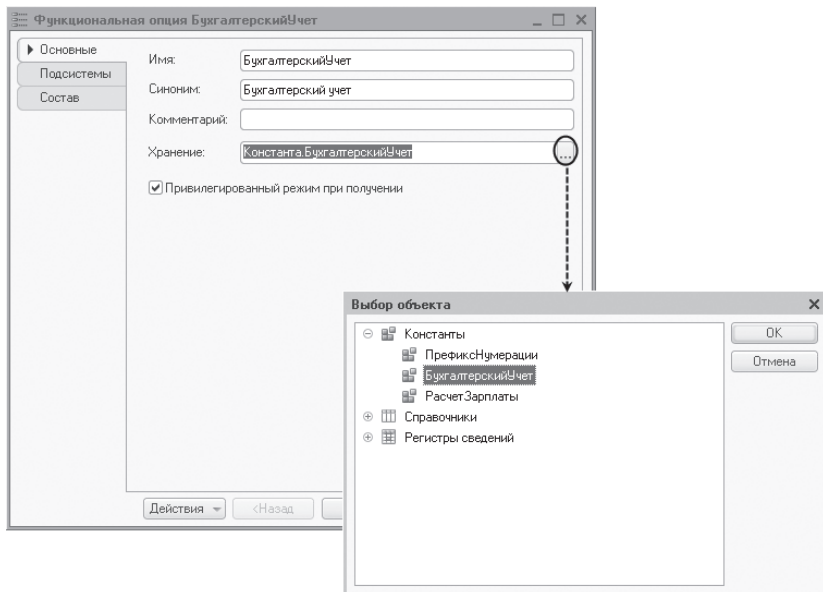 Функциональная опция БухгалтерскийУчет
Основные
Подсистемы
Состав
Имя: БухгалтерскийУчет
Синоним: Бухгалтерский учет
Комментарий:
Хранение: Константа.БухгалтерскийУчет ...
Привилегированный режим при получении
Действия <Назад
Выбор объекта
Константы
ПрефиксНумерации
БухгалтерскийУчет
РасчетЗарплаты
Справочники
Регистры сведений
ОК
Отмена